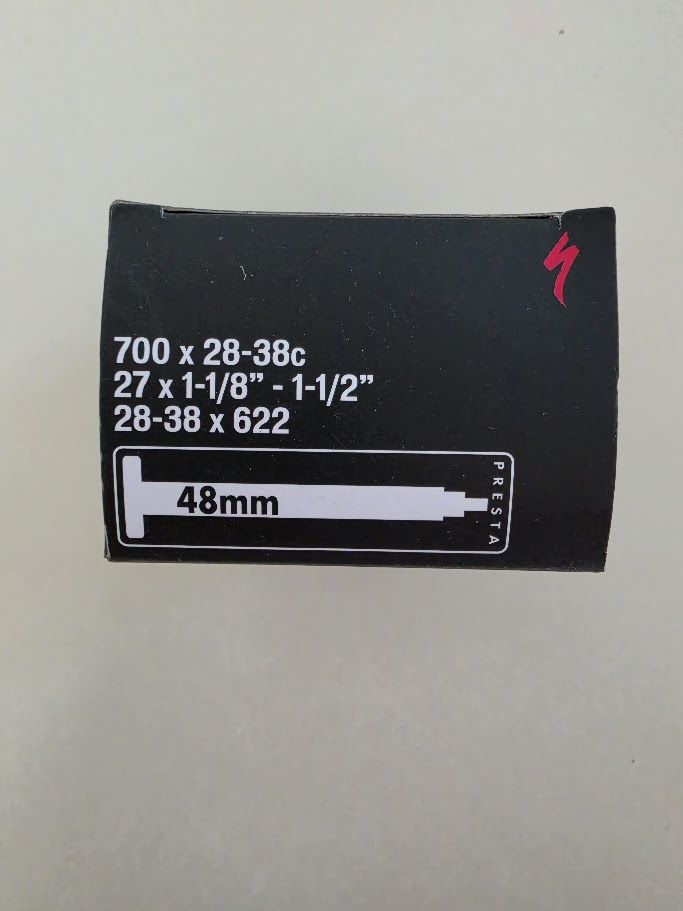 700 x 28-38c
27 x 1-1/8” - 1-1/2”
28-38 x 622
48mm
PRESTA